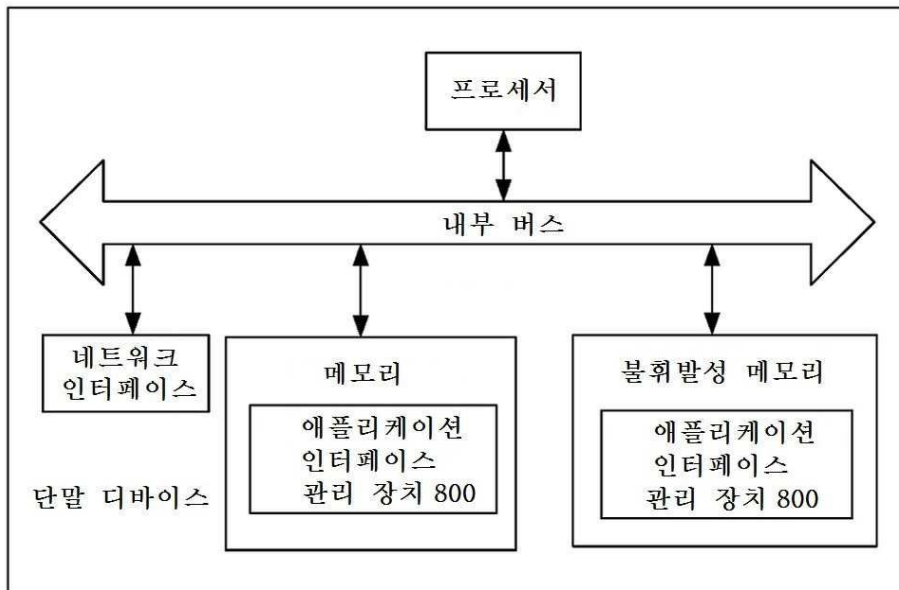 프로세서
내부 버스
네트워크
인터페이스
메모리
애플리케이션
인터페이스
관리 장치 800
불휘발성 메모리
애플리케이션
인터페이스
관리 장치 800
단말 디바이스